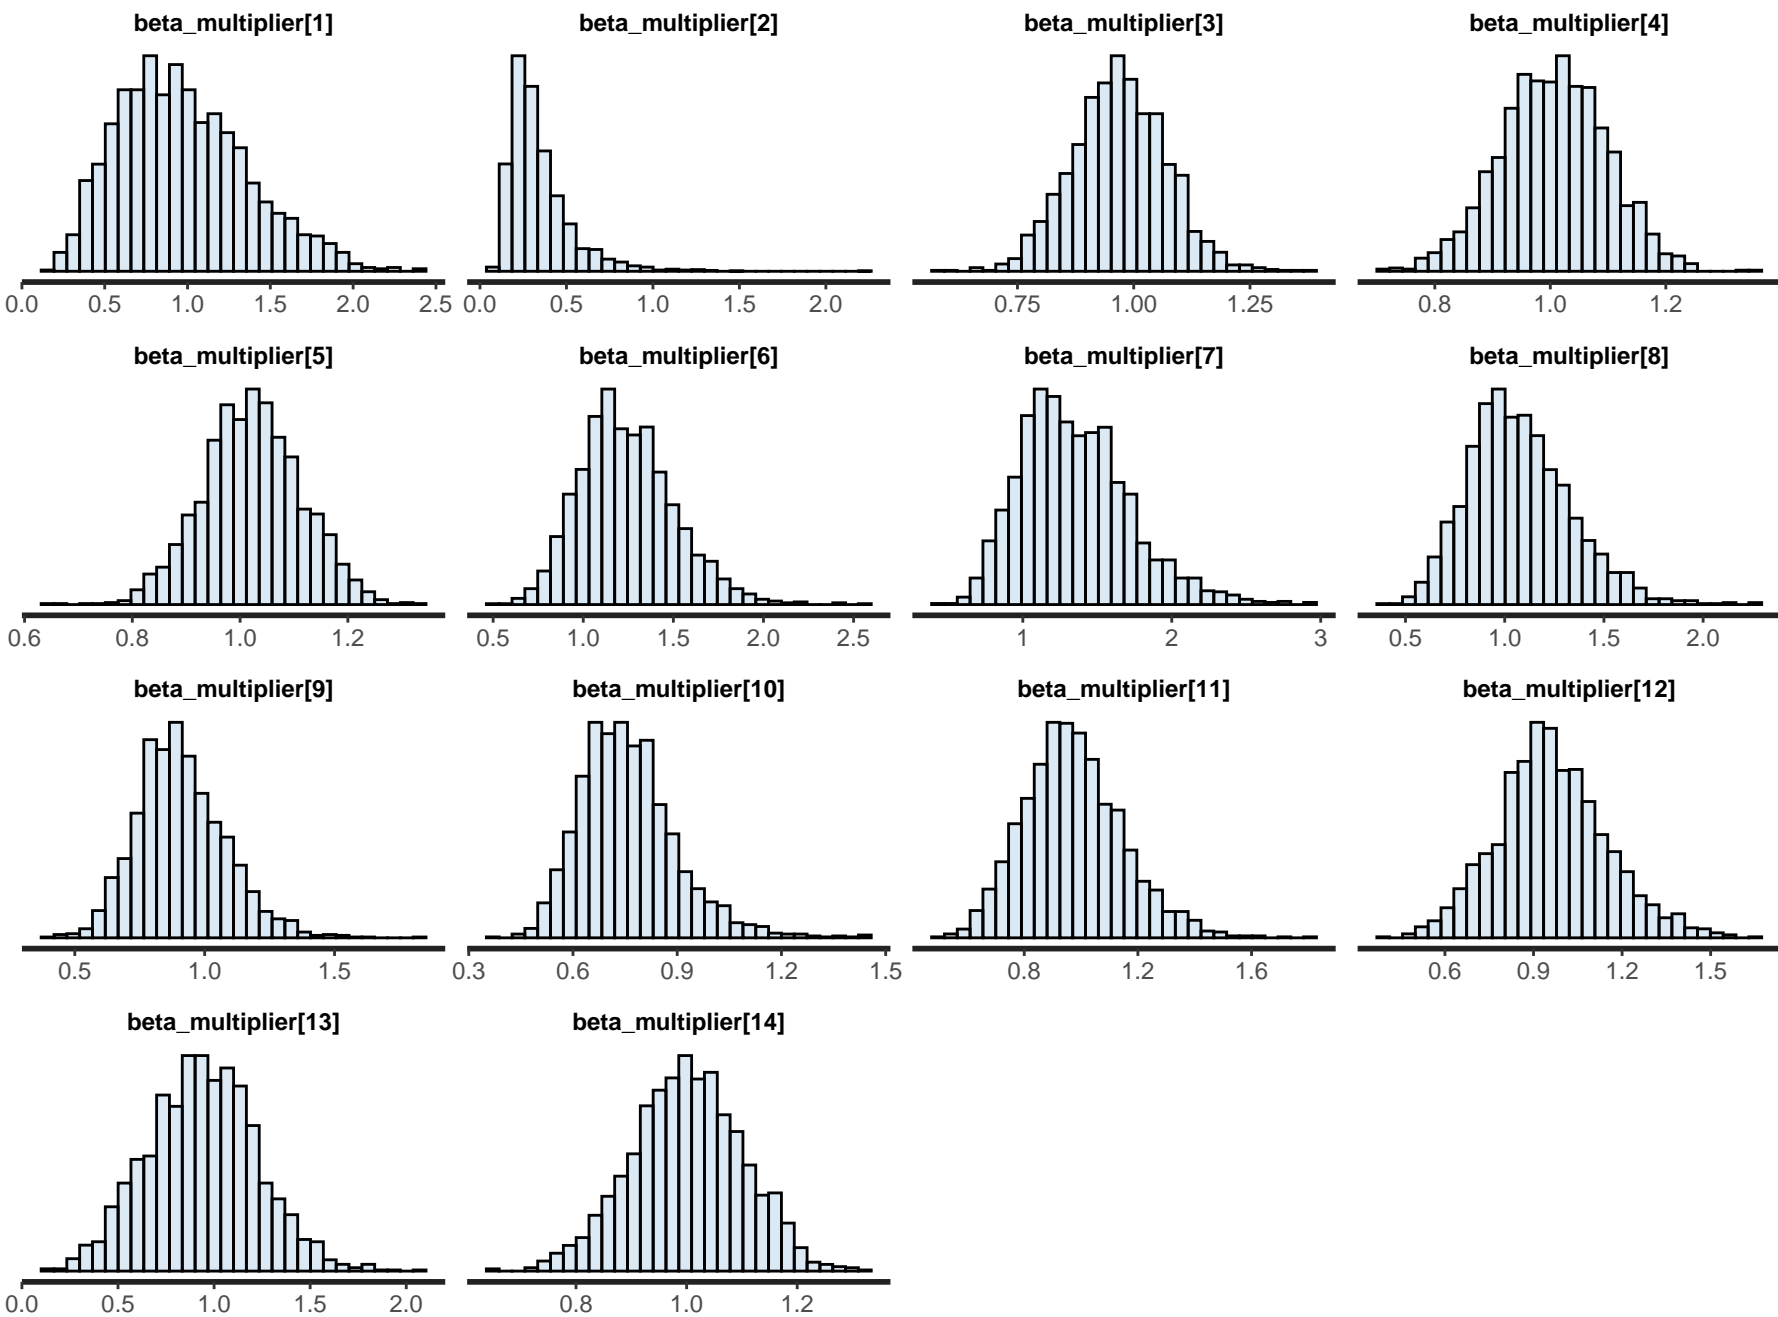 beta_multiplier[1] beta_multiplier[2] beta_multiplier[3] beta_multiplier[4]
0.0 0.5 1.0 1.5 2.0 2.5 0.0 0.5 1.0 1.5 2.0 0.75 1.00 1.25 0.8 1.0 1.2
beta_multiplier[5] beta_multiplier[6] beta_multiplier[7] beta_multiplier[8]
0.6 0.8 1.0 1.2 0.5 1.0 1.5 2.0 2.5 1 2 3 0.5 1.0 1.5 2.0
beta_multiplier[9] beta_multiplier[10] beta_multiplier[11] beta_multiplier[12]
0.5 1.0 1.5 0.3 0.6 0.9 1.2 1.5 0.8 1.2 1.6 0.6 0.9 1.2 1.5
beta_multiplier[13] beta_multiplier[14]
0.0 0.5 1.0 1.5 2.0 0.8 1.0 1.2